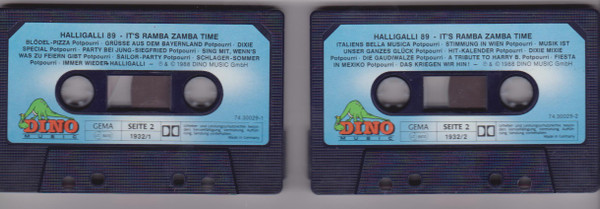 HALLIGALLI 89 - IT'S RAMBA ZAMBA TIME
BLÖDEL-PIZZA Potpourri · GRÜSSE AUS DEM BAYERNLAND Potpourri · DIXIE
SPECIAL Potpourri · PARTY BEI JUNG-SIEGFRIED Potpourri · SING MIT, WENN'S
WAS ZU FEIERN GIBT Potpourri · SAILOR-PARTY Potpourri · SCHLAGER-SOMMER
Potpourri · IMMER WIEDER HALLIGALLI – ℗ & © 1988 DINO MUSIC GmbH
74.30029-1
DINO
MUSIC
GEMA
SEITE 2
1932/1
HALLIGALLI 89 - IT'S RAMBA ZAMBA TIME
ITALIENS BELLA MUSICA Potpourri · STIMMUNG IN WIEN Potpourri · MUSIK IST
UNSER GANZES GLÜCK Potpourri · HIT-KALENDER Potpourri · DIXIE MIXIE
Potpourri · DIE GAUDIWALZE Potpourri · A TRIBUTE TO HARRY B. Potpourri · FIESTA
IN MEXIKO Potpourri · DAS KRIEGEN WIR HIN! – ℗ & © 1988 DINO MUSIC GmbH
74.30029-2
DINO
MUSIC
GEMA
SEITE 2
1932/2